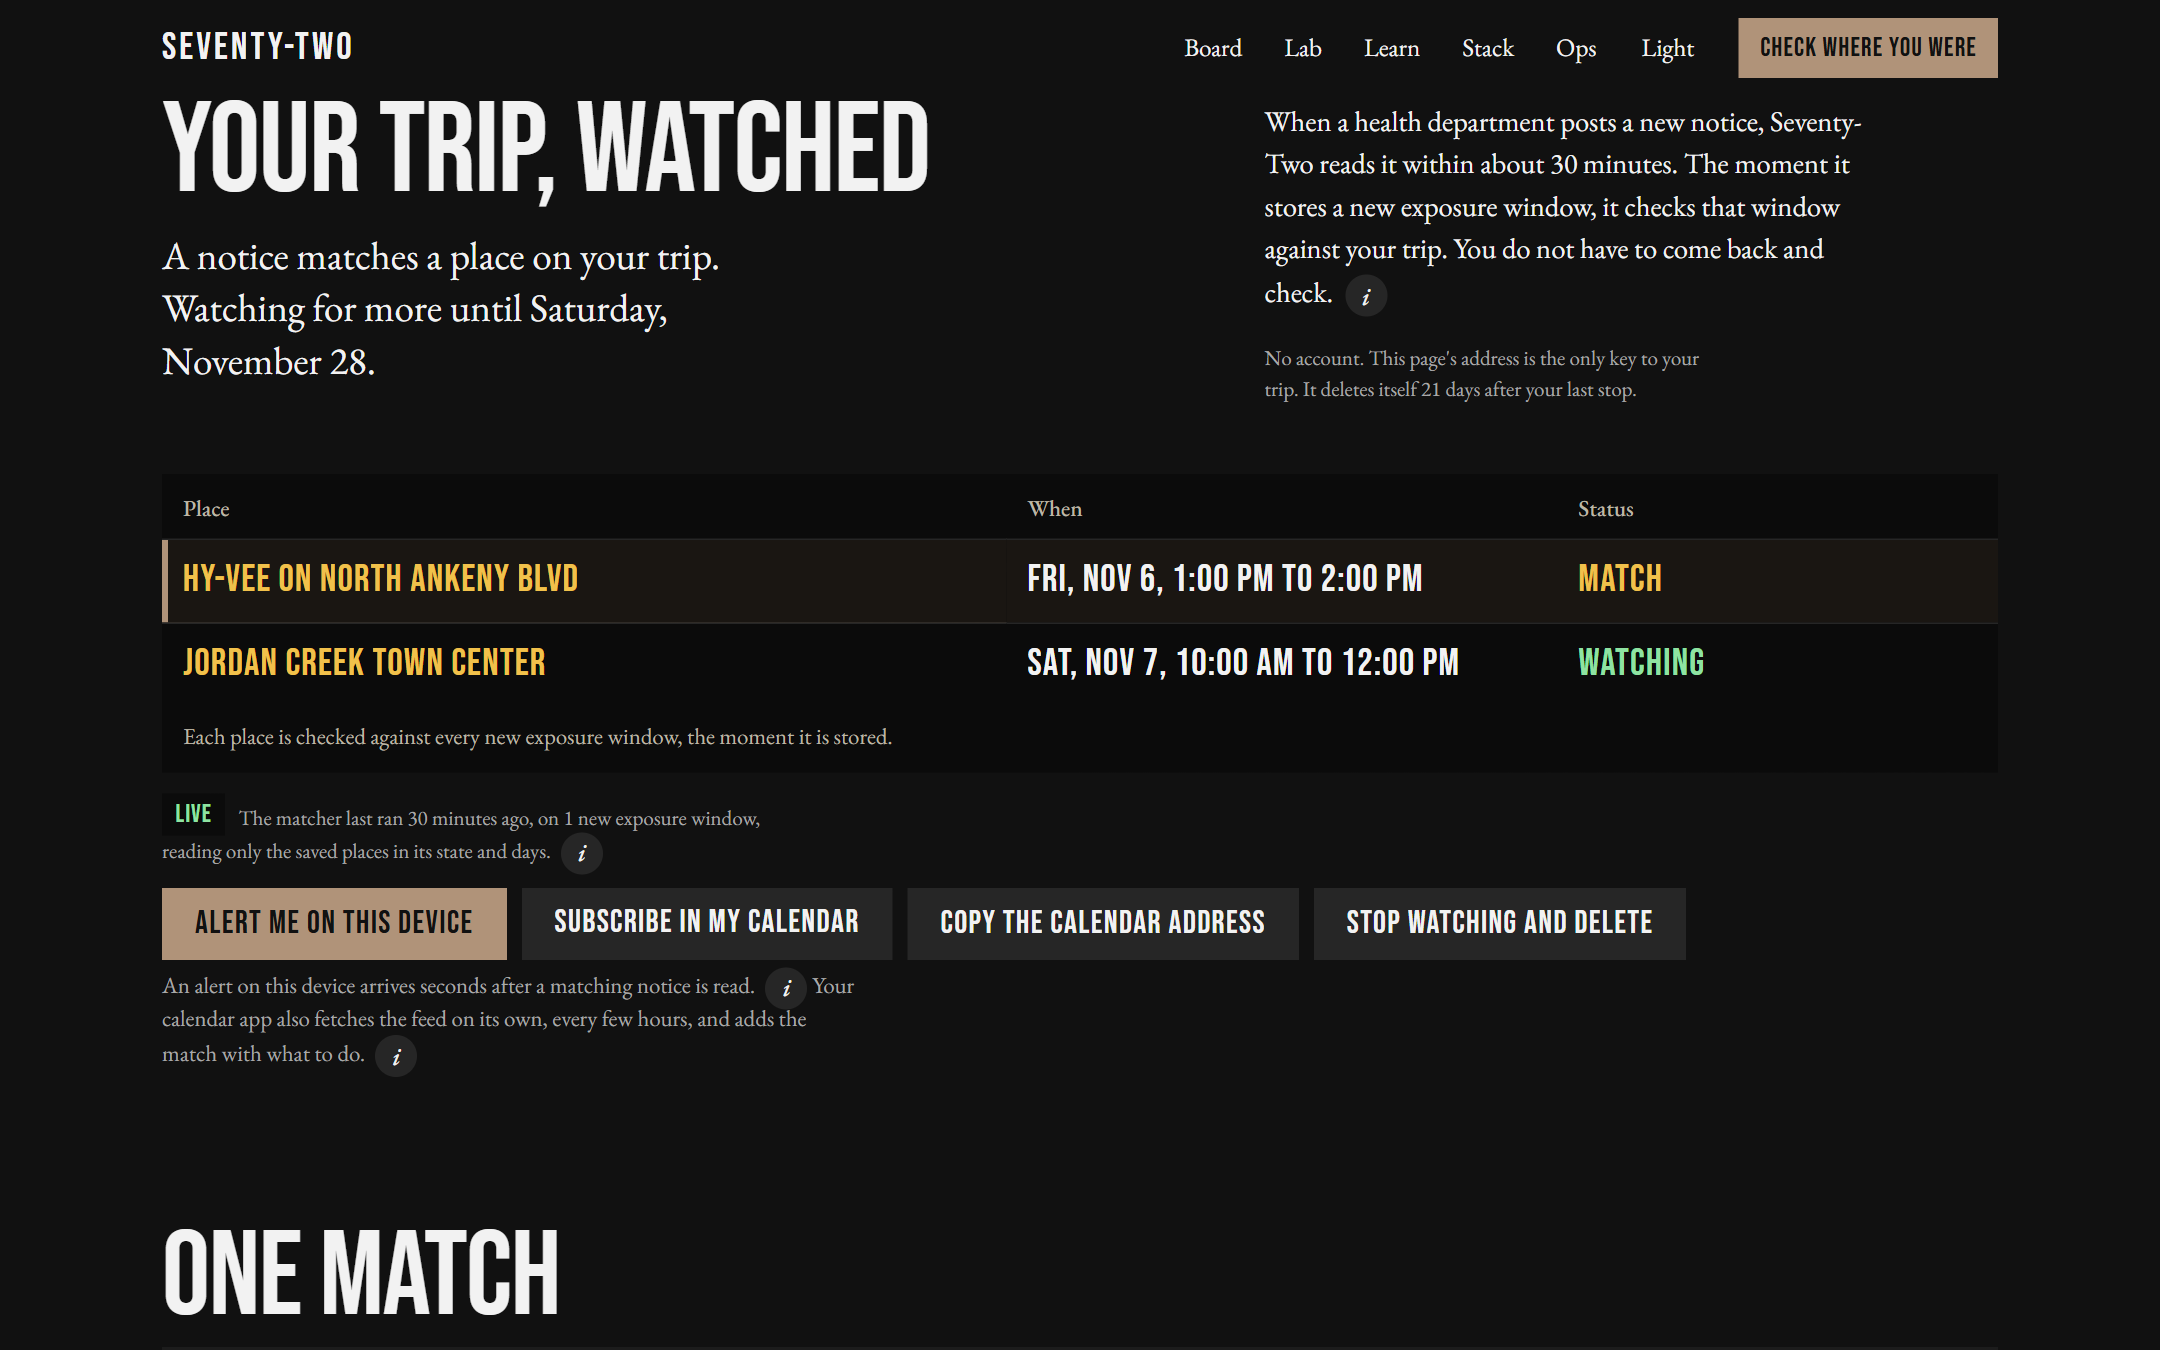 SEVENTY-TWO
Board Lab Learn Stack Ops Light CHECK WHERE YOU WERE
YOUR TRIP, WATCHED
A notice matches a place on your trip.
Watching for more until Saturday,
November 28.
When a health department posts a new notice, Seventy-
Two reads it within about 30 minutes. The moment it
stores a new exposure window, it checks that window
against your trip. You do not have to come back and
check. i
No account. This page's address is the only key to your
trip. It deletes itself 21 days after your last stop.
Place When Status
HY-VEE ON NORTH ANKENY BLVD FRI, NOV 6, 1:00 PM TO 2:00 PM MATCH
JORDAN CREEK TOWN CENTER SAT, NOV 7, 10:00 AM TO 12:00 PM WATCHING
Each place is checked against every new exposure window, the moment it is stored.
LIVE The matcher last ran 30 minutes ago, on 1 new exposure window,
reading only the saved places in its state and days. i
ALERT ME ON THIS DEVICE SUBSCRIBE IN MY CALENDAR COPY THE CALENDAR ADDRESS STOP WATCHING AND DELETE
An alert on this device arrives seconds after a matching notice is read. i Your
calendar app also fetches the feed on its own, every few hours, and adds the
match with what to do. i
ONE MATCH